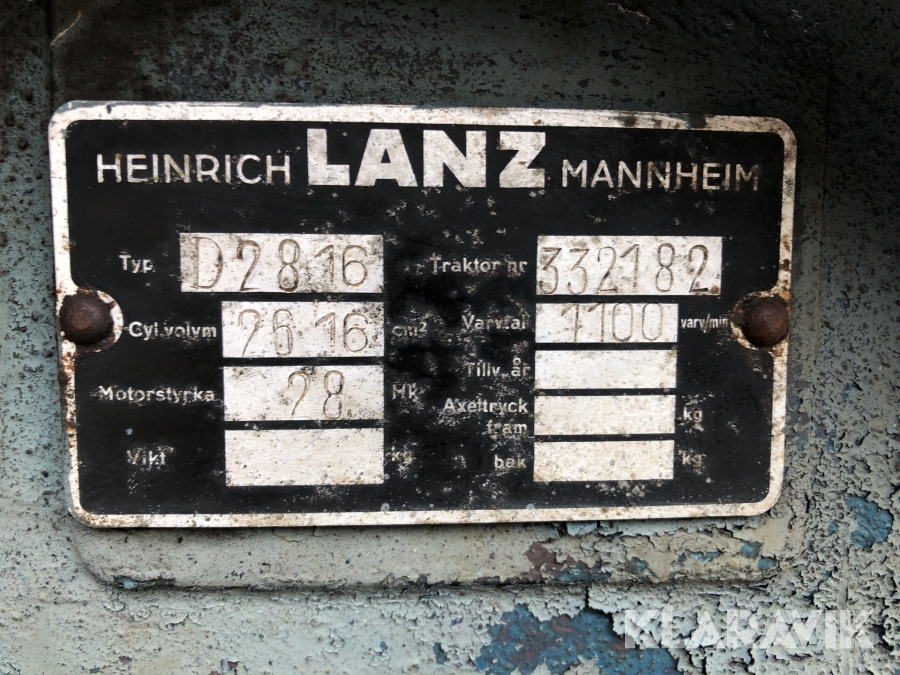 HEINRICH LANZ MANNHEIM
Typ D2816 Traktor nr 332182
Cyl.volym 2616 cm2 Varvtal 1100 varv/min
Motorstyrka 28 Hk Tillv. år
Axeltryck fram kg
Vikt kg bak kg
KLARAVIK